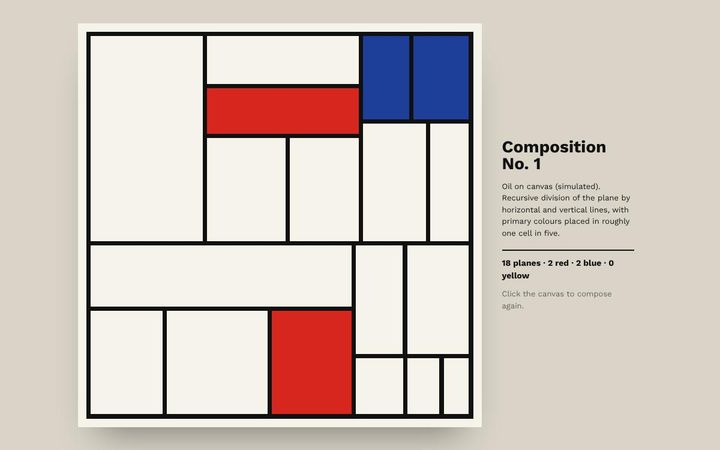 Composition
No. 1
Oil on canvas (simulated).
Recursive division of the plane by
horizontal and vertical lines, with
primary colours placed in roughly
one cell in five.
18 planes · 2 red · 2 blue · 0
yellow
Click the canvas to compose
again.